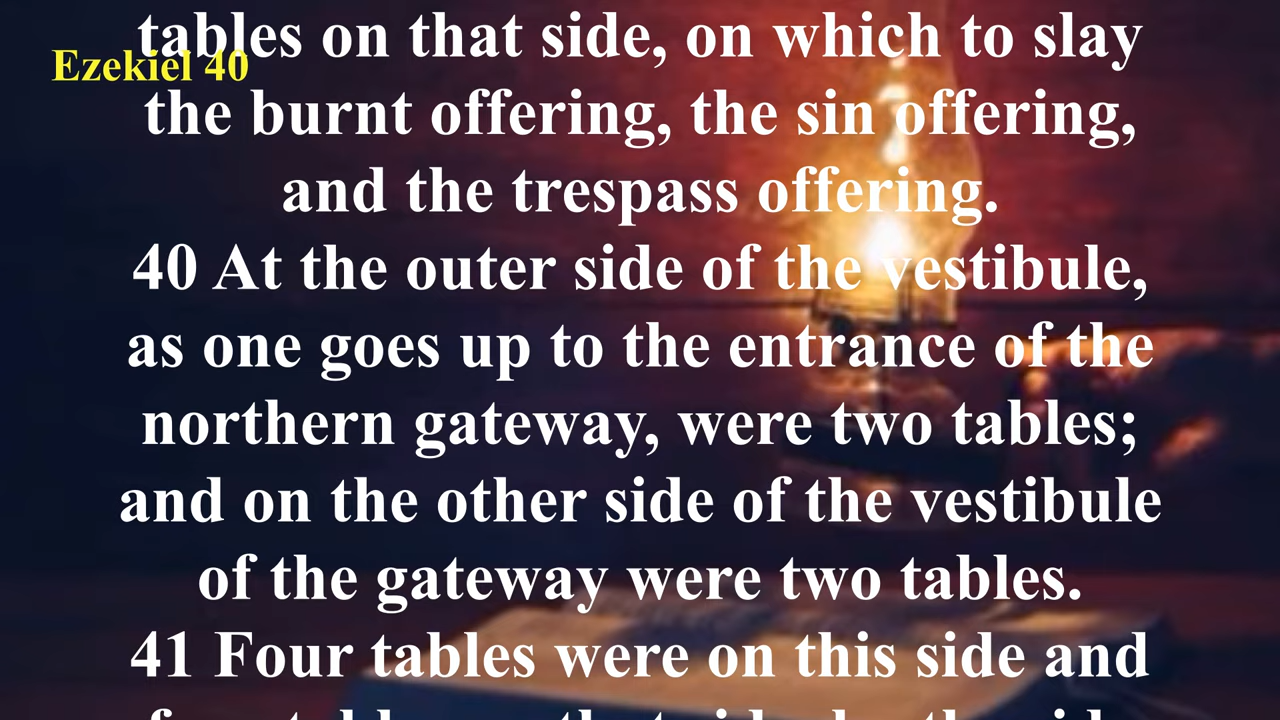 tables on that side, on which to slay
Ezekiel 40
the burnt offering, the sin offering,
and the trespass offering.
40 At the outer side of the vestibule,
as one goes up to the entrance of the
northern gateway, were two tables;
and on the other side of the vestibule
of the gateway were two tables.
41 Four tables were on this side and